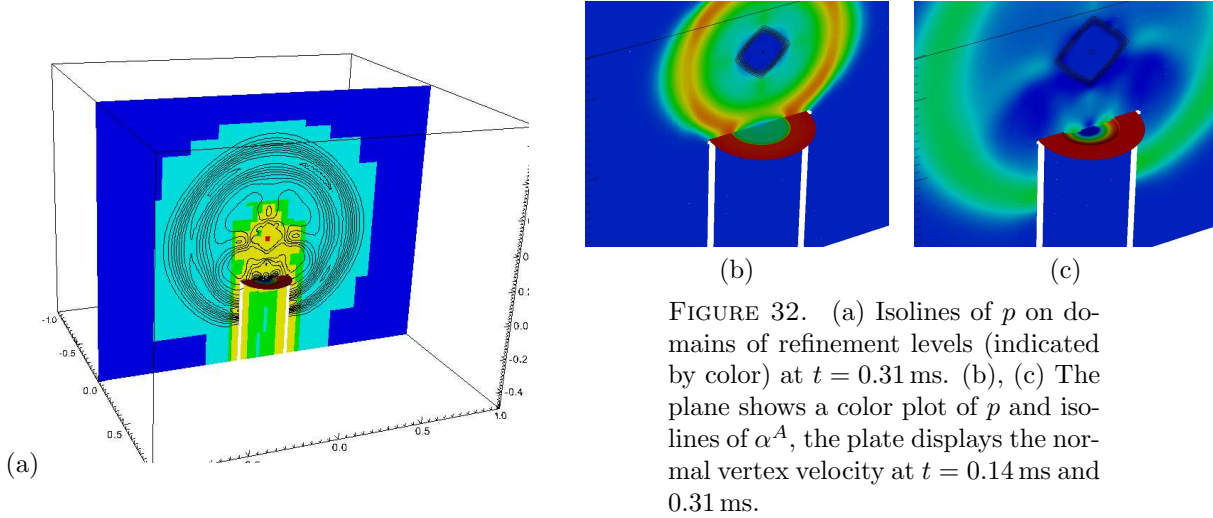 -1.0
-0.5
0.0
0.5
0.0
0.5
1.0
0.2
0.0
-0.2
-0.4
(a)
(b)
(c)
FIGURE 32. (a) Isolines of p on do-
mains of refinement levels (indicated
by color) at t = 0.31 ms. (b), (c) The
plane shows a color plot of p and iso-
lines of α^A, the plate displays the nor-
mal vertex velocity at t = 0.14 ms and
0.31 ms.